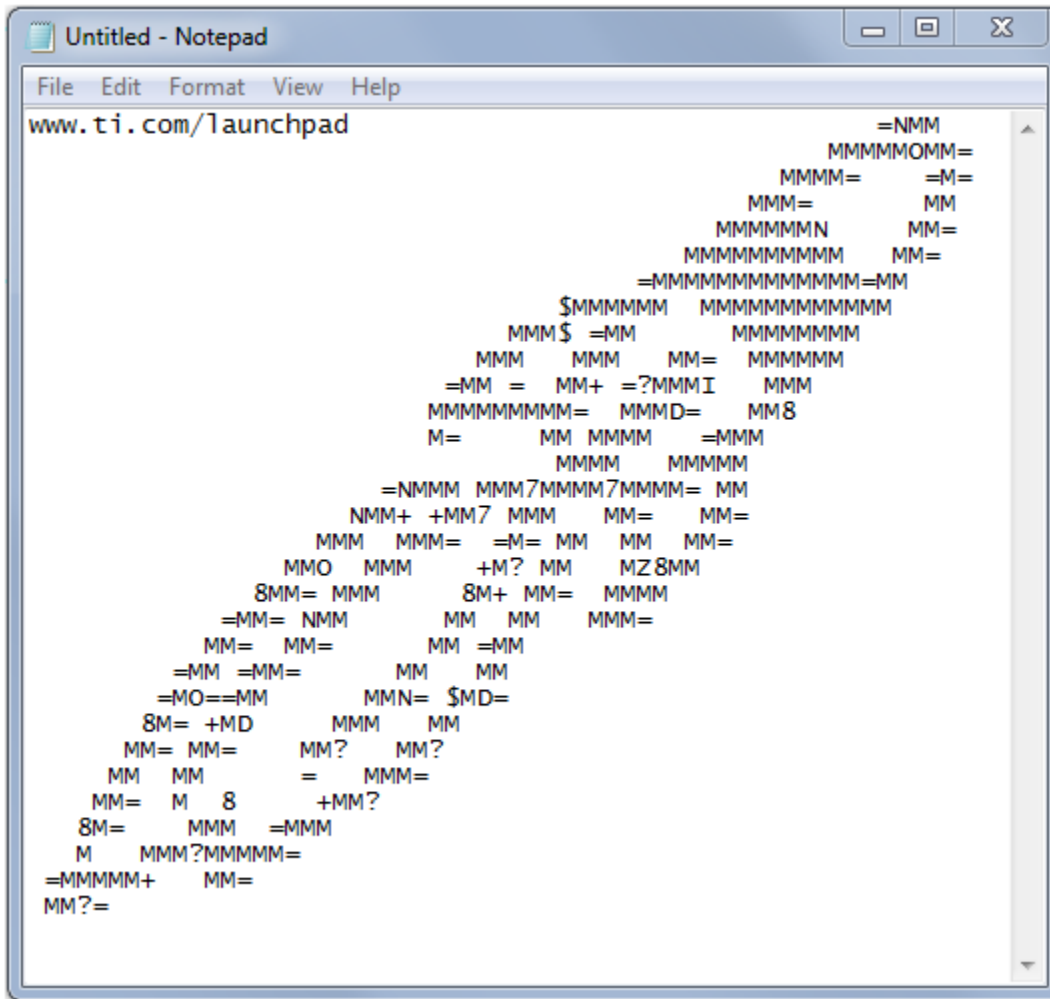 Untitled - Notepad
File Edit Format View Help
www.ti.com/launchpad =NMM
MMMMMOMM=
MMMM= =M=
MMM= MM
MMMMMMN MM=
MMMMMMMMMM MM=
=MMMMMMMMMMMMM=MM
$MMMMMM MMMMMMMMMMMM
MMM$ =MM MMMMMMMM
MMM MMM MM= MMMMMM
=MM = MM+ =?MMMI MMM
MMMMMMMMM= MMMD= MM8
M= MM MMMM =MMM
MMMM MMMMM
=NMMM MMM7MMMM7MMMM= MM
NMM+ +MM7 MMM MM= MM=
MMM MMM= =M= MM MM MM=
MMO MMM +M? MM MZ8MM
8MM= MMM 8M+ MM= MMMM
=MM= NMM MM MM MMM=
MM= MM= MM =MM
=MM =MM= MM MM
=MO==MM MMN= $MD=
8M= +MD MMM MM
MM= MM= MM? MM?
MM MM = MMM=
MM= M 8 +MM?
8M= MMM =MMM
M MMM?MMMMM=
=MMMMM+ MM=
MM?=